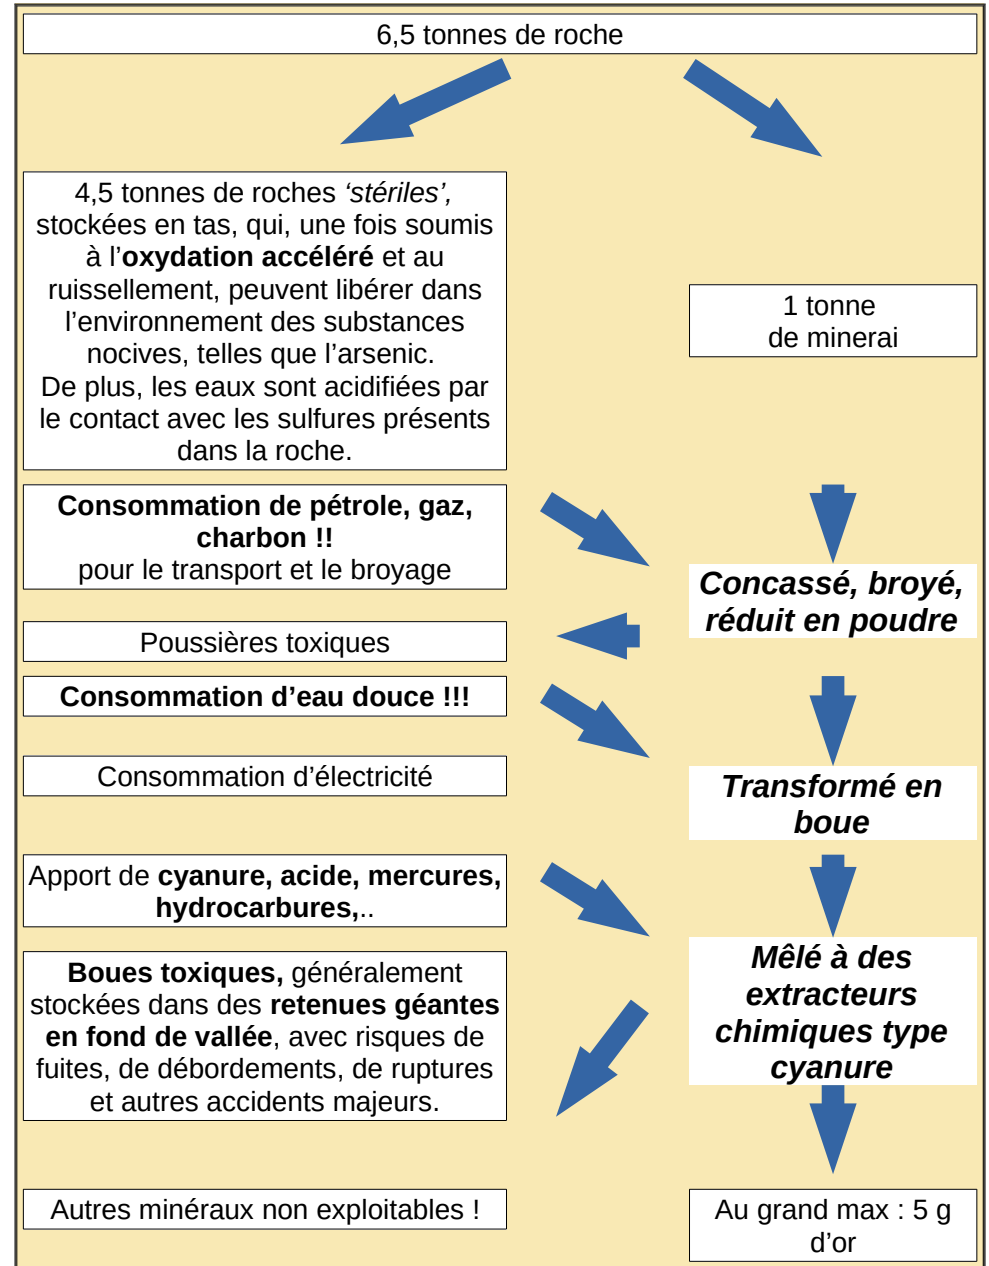 6,5 tonnes de roche
4,5 tonnes de roches ‘stériles’,
stockées en tas, qui, une fois soumis
à l’oxydation accéléré et au
ruissellement, peuvent libérer dans
l’environnement des substances
nocives, telles que l’arsenic.
De plus, les eaux sont acidifiées par
le contact avec les sulfures présents
dans la roche.
1 tonne
de minerai
Consommation de pétrole, gaz,
charbon !!
pour le transport et le broyage
Concassé, broyé,
réduit en poudre
Poussières toxiques
Consommation d’eau douce !!!
Consommation d’électricité
Transformé en
boue
Apport de cyanure, acide, mercures,
hydrocarbures,..
Mêlé à des
extracteurs
chimiques type
cyanure
Boues toxiques, généralement
stockées dans des retenues géantes
en fond de vallée, avec risques de
fuites, de débordements, de ruptures
et autres accidents majeurs.
Autres minéraux non exploitables !
Au grand max : 5 g
d’or